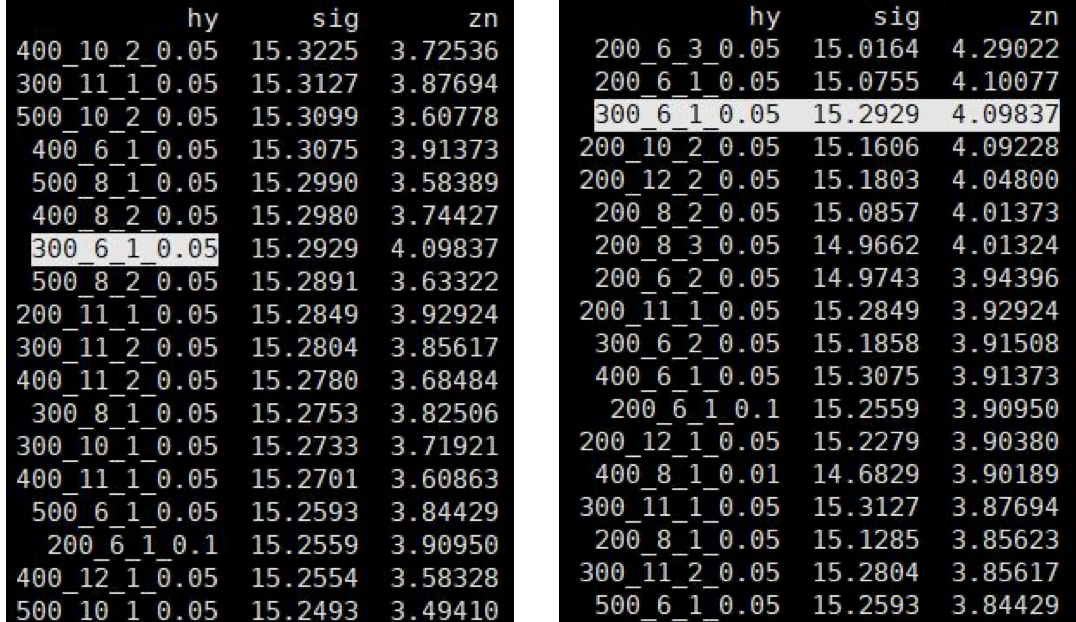 hy sig zn
400_10_2_0.05 15.3225 3.72536
300_11_1_0.05 15.3127 3.87694
500_10_2_0.05 15.3099 3.60778
400_6_1_0.05 15.3075 3.91373
500_8_1_0.05 15.2990 3.58389
400_8_2_0.05 15.2980 3.74427
300_6_1_0.05 15.2929 4.09837
500_8_2_0.05 15.2891 3.63322
200_11_1_0.05 15.2849 3.92924
300_11_2_0.05 15.2804 3.85617
400_11_2_0.05 15.2780 3.68484
300_8_1_0.05 15.2753 3.82506
300_10_1_0.05 15.2733 3.71921
400_11_1_0.05 15.2701 3.60863
500_6_1_0.05 15.2593 3.84429
200_6_1_0.1 15.2559 3.90950
400_12_1_0.05 15.2554 3.58328
500_10_1_0.05 15.2493 3.49410
hy sig zn
200_6_3_0.05 15.0164 4.29022
200_6_1_0.05 15.0755 4.10077
300_6_1_0.05 15.2929 4.09837
200_10_2_0.05 15.1606 4.09228
200_12_2_0.05 15.1803 4.04800
200_8_2_0.05 15.0857 4.01373
200_8_3_0.05 14.9662 4.01324
200_6_2_0.05 14.9743 3.94396
200_11_1_0.05 15.2849 3.92924
300_6_2_0.05 15.1858 3.91508
400_6_1_0.05 15.3075 3.91373
200_6_1_0.1 15.2559 3.90950
200_12_1_0.05 15.2279 3.90380
400_8_1_0.01 14.6829 3.90189
300_11_1_0.05 15.3127 3.87694
200_8_1_0.05 15.1285 3.85623
300_11_2_0.05 15.2804 3.85617
500_6_1_0.05 15.2593 3.84429